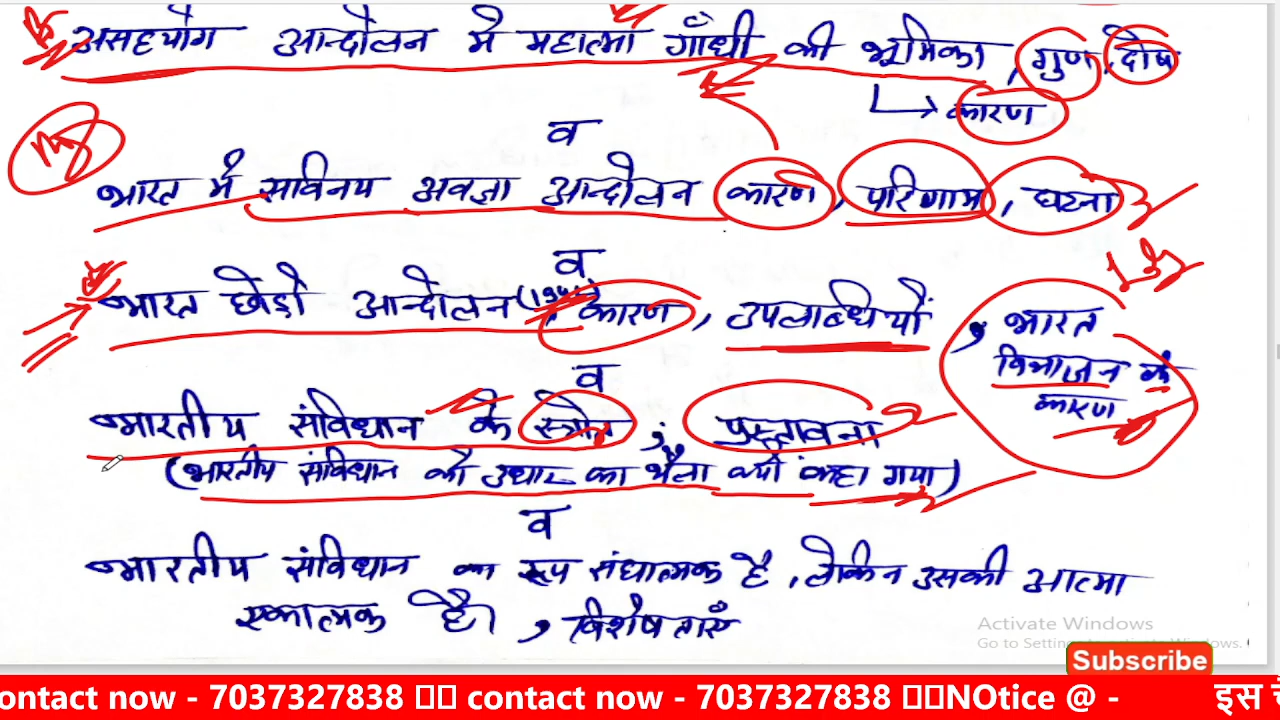 असहयोग आन्दोलन मे महात्मा गाँधी की भूमिका, गुण, दोष
कारण
व
भारत में सविनय अवज्ञा आन्दोलन कारण, परिणाम, घटना
व
भारत छोडो आन्दोलन कारण, उपलब्धियाँ
, भारत
विभाजन के
कारण
व
भारतीय संविधान के स्त्रोत, प्रस्तावना
(भारतीय संविधान को उधार का थैला क्यों कहा गया)
व
भारतीय संविधान का रूप संघात्मक है, लेकिन उसकी आत्मा
एकात्मक है। , विशेषताएँ
Activate Windows
Subscribe
ontact now - 7037327838 contact now - 7037327838 NOtice @ - इस